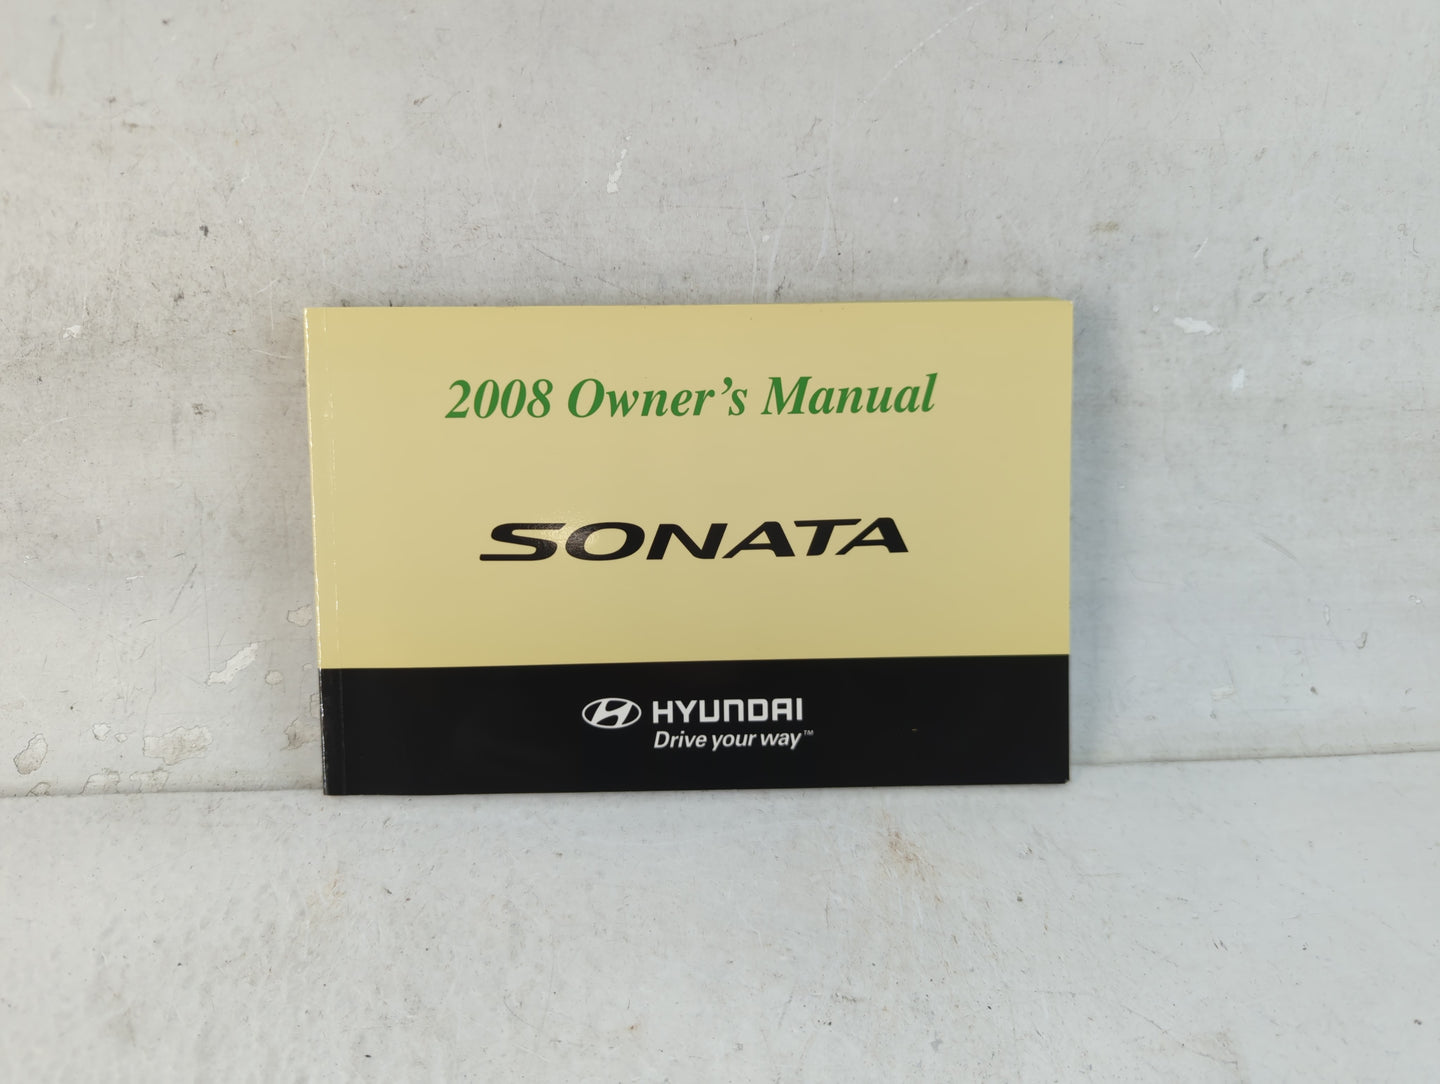 2008 Owner's Manual
SONATA
HYUNDAI
Drive your way™